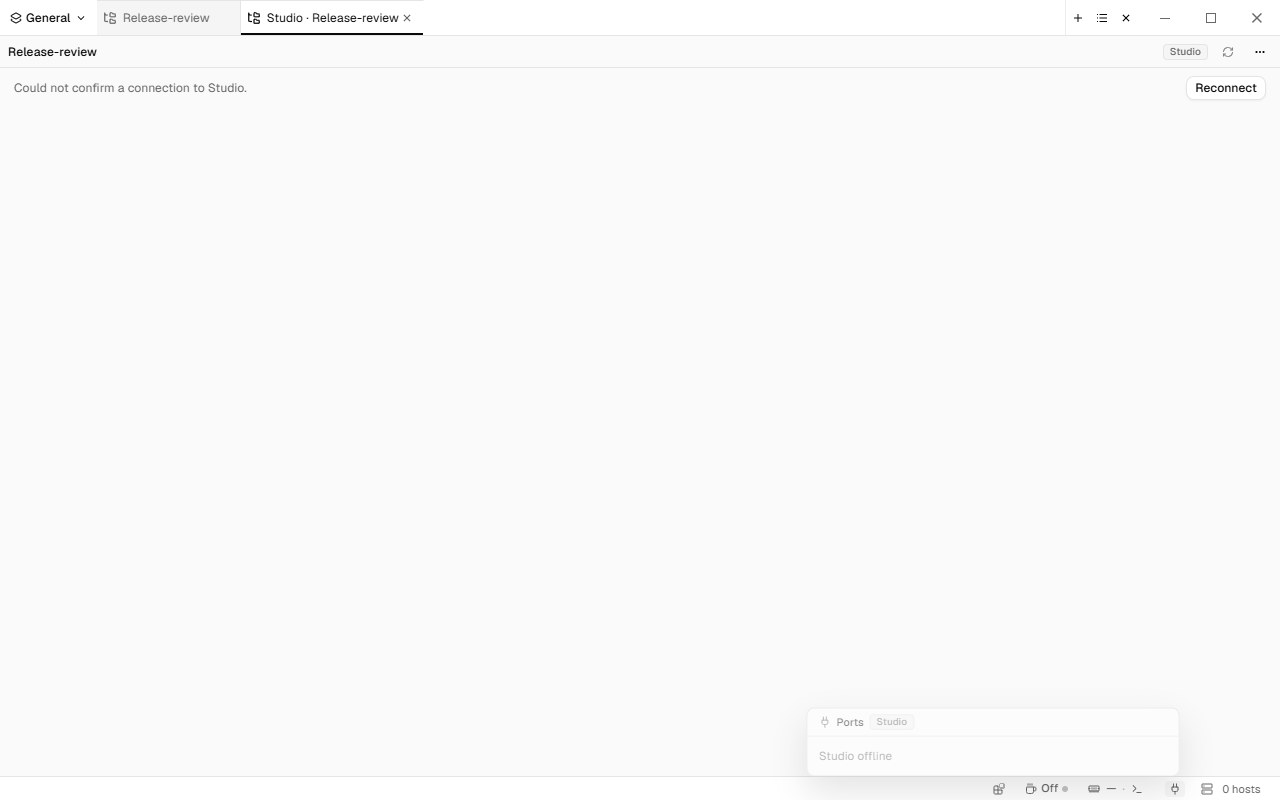 General
Release-review
Studio · Release-review
Release-review
Studio
Could not confirm a connection to Studio.
Reconnect
Ports
Studio
Studio offline
Off
0 hosts